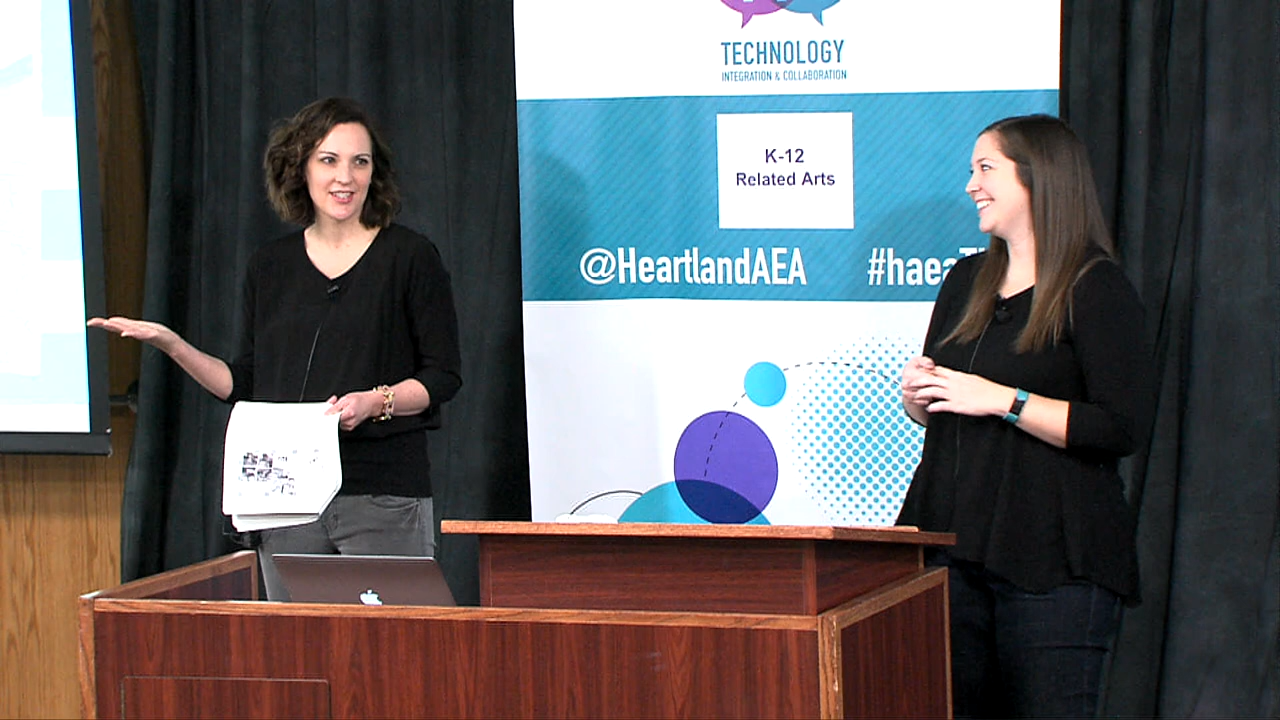 TECHNOLOGY
INTEGRATION & COLLABORATION
K-12
Related Arts
@HeartlandAEA
#haea